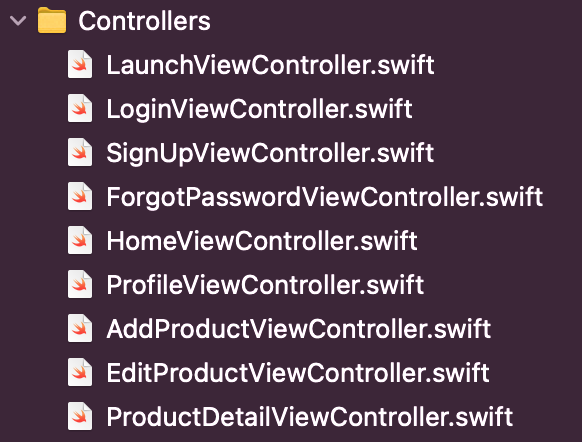 Controllers
LaunchViewController.swift
LoginViewController.swift
SignUpViewController.swift
ForgotPasswordViewController.swift
HomeViewController.swift
ProfileViewController.swift
AddProductViewController.swift
EditProductViewController.swift
ProductDetailViewController.swift